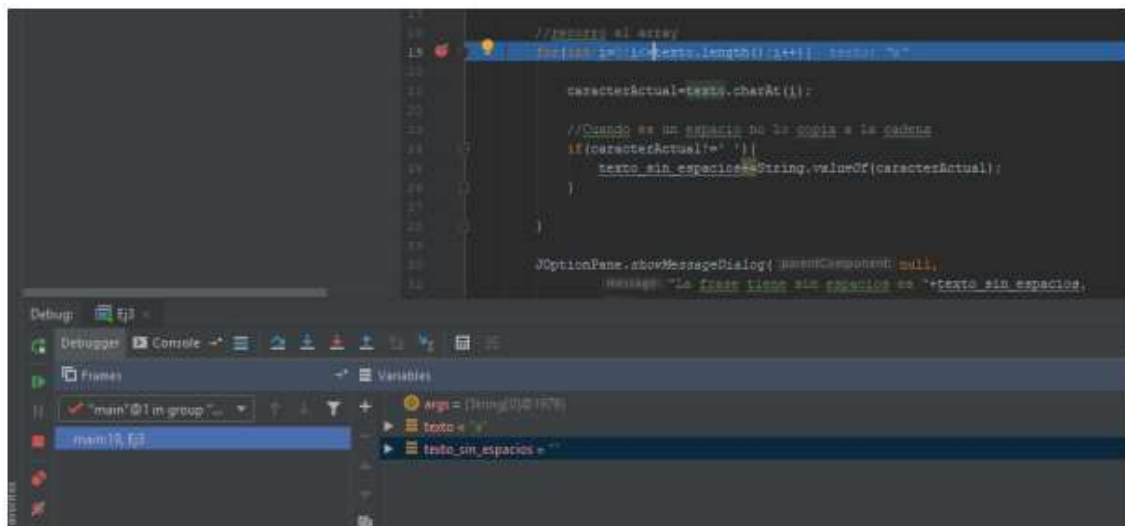 //recorro el array
19
for(int i=0;i<=texto.length();i++){ texto: "x"
caracterActual=texto.charAt(i);
//Cuando es un espacio no lo copia a la cadena
if(caracterActual!=' '){
texto_sin_espacios+=String.valueOf(caracterActual);
}
}
JOptionPane.showMessageDialog( parentComponent: null,
message: "La frase tiene sin espacios es "+texto_sin_espacios,
Debug: Ej3
Debugger Console
Frames
Variables
"main"@1 in group "...
args = {String[0]@1978}
texto = "x"
main:19, Ej3
texto_sin_espacios = ""